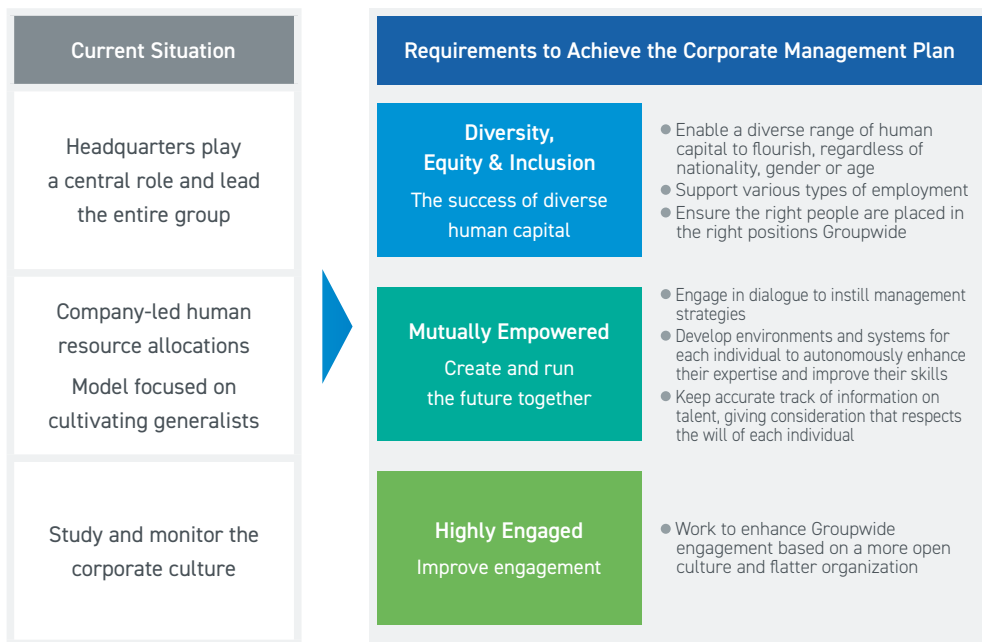 Current Situation
Headquarters play
a central role and lead
the entire group
Company-led human
resource allocations
Model focused on
cultivating generalists
Study and monitor the
corporate culture
Requirements to Achieve the Corporate Management Plan
Diversity,
Equity & Inclusion
The success of diverse
human capital
● Enable a diverse range of human
capital to flourish, regardless of
nationality, gender or age
● Support various types of employment
● Ensure the right people are placed in
the right positions Groupwide
Mutually Empowered
Create and run
the future together
● Engage in dialogue to instill management
strategies
● Develop environments and systems for
each individual to autonomously enhance
their expertise and improve their skills
● Keep accurate track of information on
talent, giving consideration that respects
the will of each individual
Highly Engaged
Improve engagement
● Work to enhance Groupwide
engagement based on a more open
culture and flatter organization